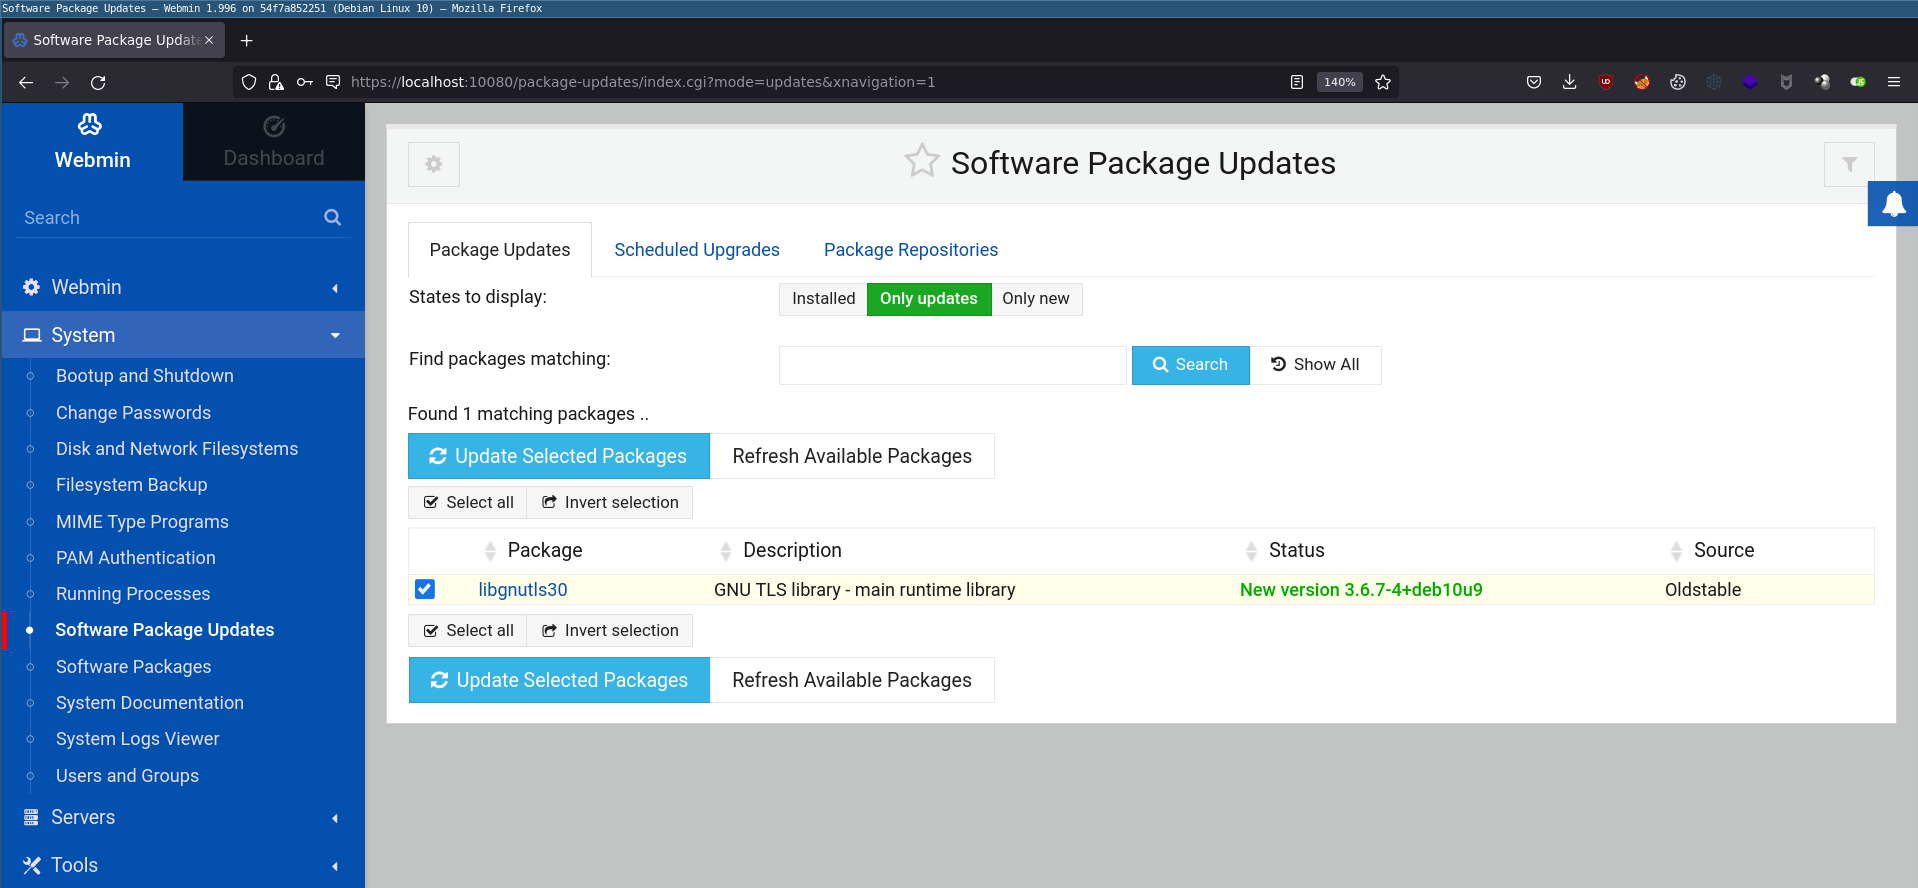 Software Package Updates — Webmin 1.996 on 54f7a852251 (Debian Linux 10) — Mozilla Firefox
Software Package Updat
https://localhost:10080/package-updates/index.cgi?mode=updates&xnavigation=1
140%
Webmin
Dashboard
Search
Webmin
System
Bootup and Shutdown
Change Passwords
Disk and Network Filesystems
Filesystem Backup
MIME Type Programs
PAM Authentication
Running Processes
Software Package Updates
Software Packages
System Documentation
System Logs Viewer
Users and Groups
Servers
Tools
Software Package Updates
Package Updates
Scheduled Upgrades
Package Repositories
States to display:
Installed
Only updates
Only new
Find packages matching:
Search
Show All
Found 1 matching packages ..
Update Selected Packages
Refresh Available Packages
Select all
Invert selection
Package Description Status Source
libgnutls30 GNU TLS library - main runtime library New version 3.6.7-4+deb10u9 Oldstable
Select all
Invert selection
Update Selected Packages
Refresh Available Packages